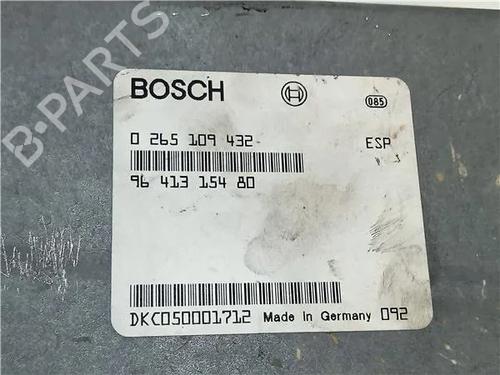 B-PARTS
BOSCH
085
0 265 109 432
ESP
96 413 154 80
DKC050001712 Made in Germany 092